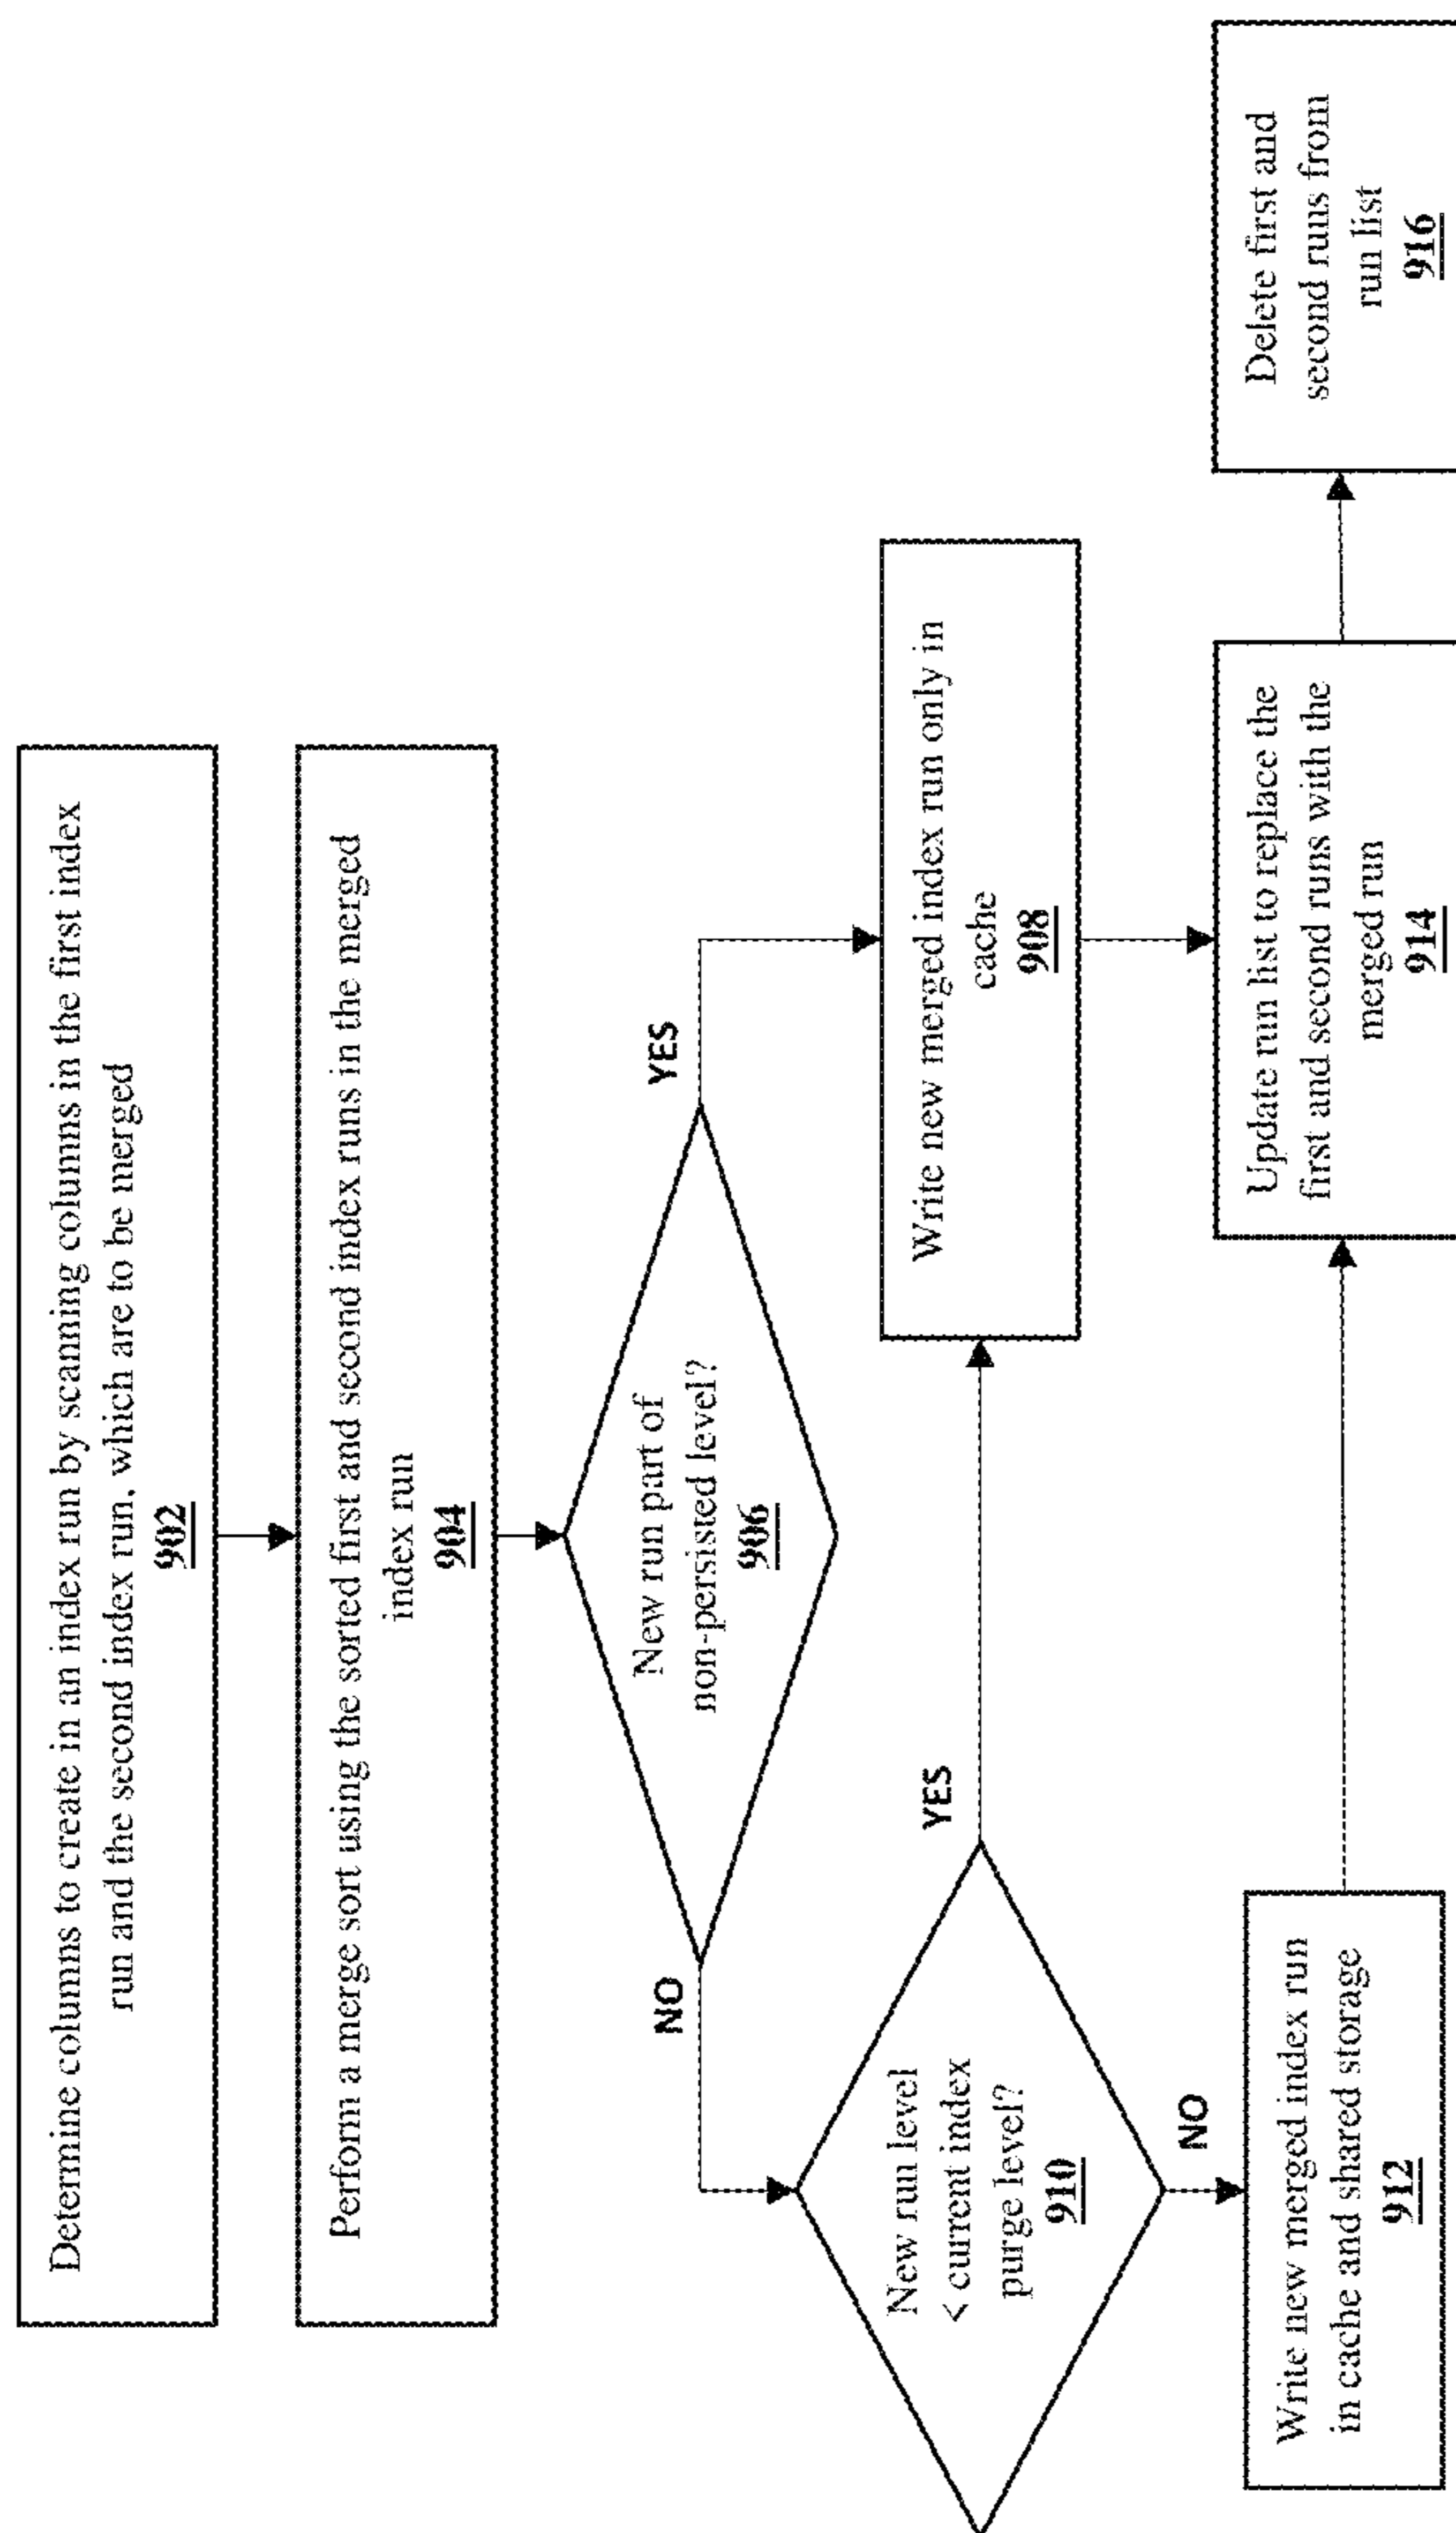 Determine columns to create in an index run by scanning columns in the first index
run and the second index run, which are to be merged
902
Perform a merge sort using the sorted first and second index runs in the merged
index run
904
New run part of
non-persisted level?
906
YES
NO
Write new merged index run only in
cache
908
New run level
< current index
purge level?
910
YES
NO
Write new merged index run
in cache and shared storage
912
Update run list to replace the
first and second runs with the
merged run
914
Delete first and
second runs from
run list
916